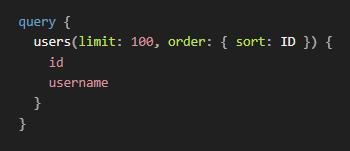 query {
users(limit: 100, order: { sort: ID }) {
id
username
}
}